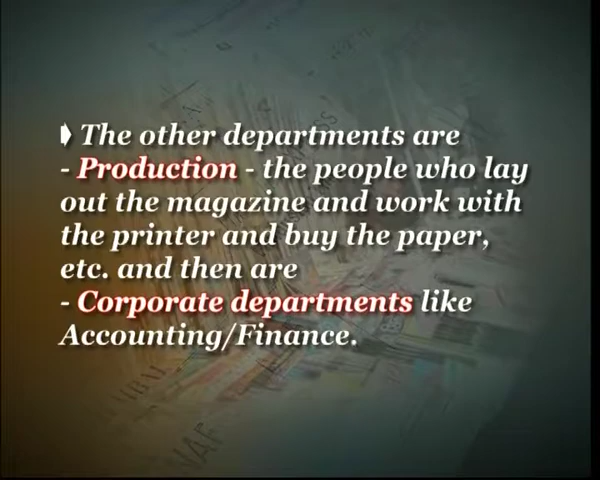 The other departments are
- Production - the people who lay
out the magazine and work with
the printer and buy the paper,
etc. and then are
- Corporate departments like
Accounting/Finance.